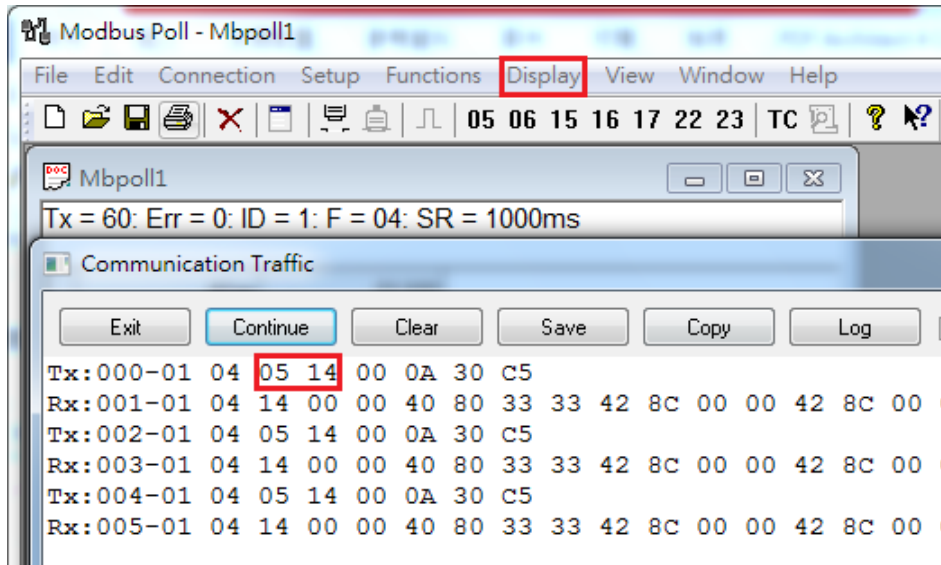 Modbus Poll - Mbpoll1
File Edit Connection Setup Functions Display View Window Help
05 06 15 16 17 22 23 TC
DOC Mbpoll1
Tx = 60: Err = 0: ID = 1: F = 04: SR = 1000ms
Communication Traffic
Exit Continue Clear Save Copy Log
Tx:000-01 04 05 14 00 0A 30 C5
Rx:001-01 04 14 00 00 40 80 33 33 42 8C 00 00 42 8C 00
Tx:002-01 04 05 14 00 0A 30 C5
Rx:003-01 04 14 00 00 40 80 33 33 42 8C 00 00 42 8C 00
Tx:004-01 04 05 14 00 0A 30 C5
Rx:005-01 04 14 00 00 40 80 33 33 42 8C 00 00 42 8C 00